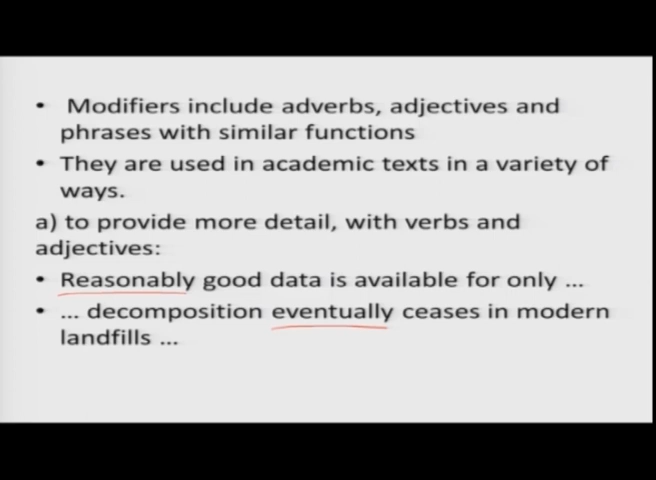 • Modifiers include adverbs, adjectives and
phrases with similar functions
• They are used in academic texts in a variety of
ways.
a) to provide more detail, with verbs and
adjectives:
• Reasonably good data is available for only ...
• ... decomposition eventually ceases in modern
landfills ...